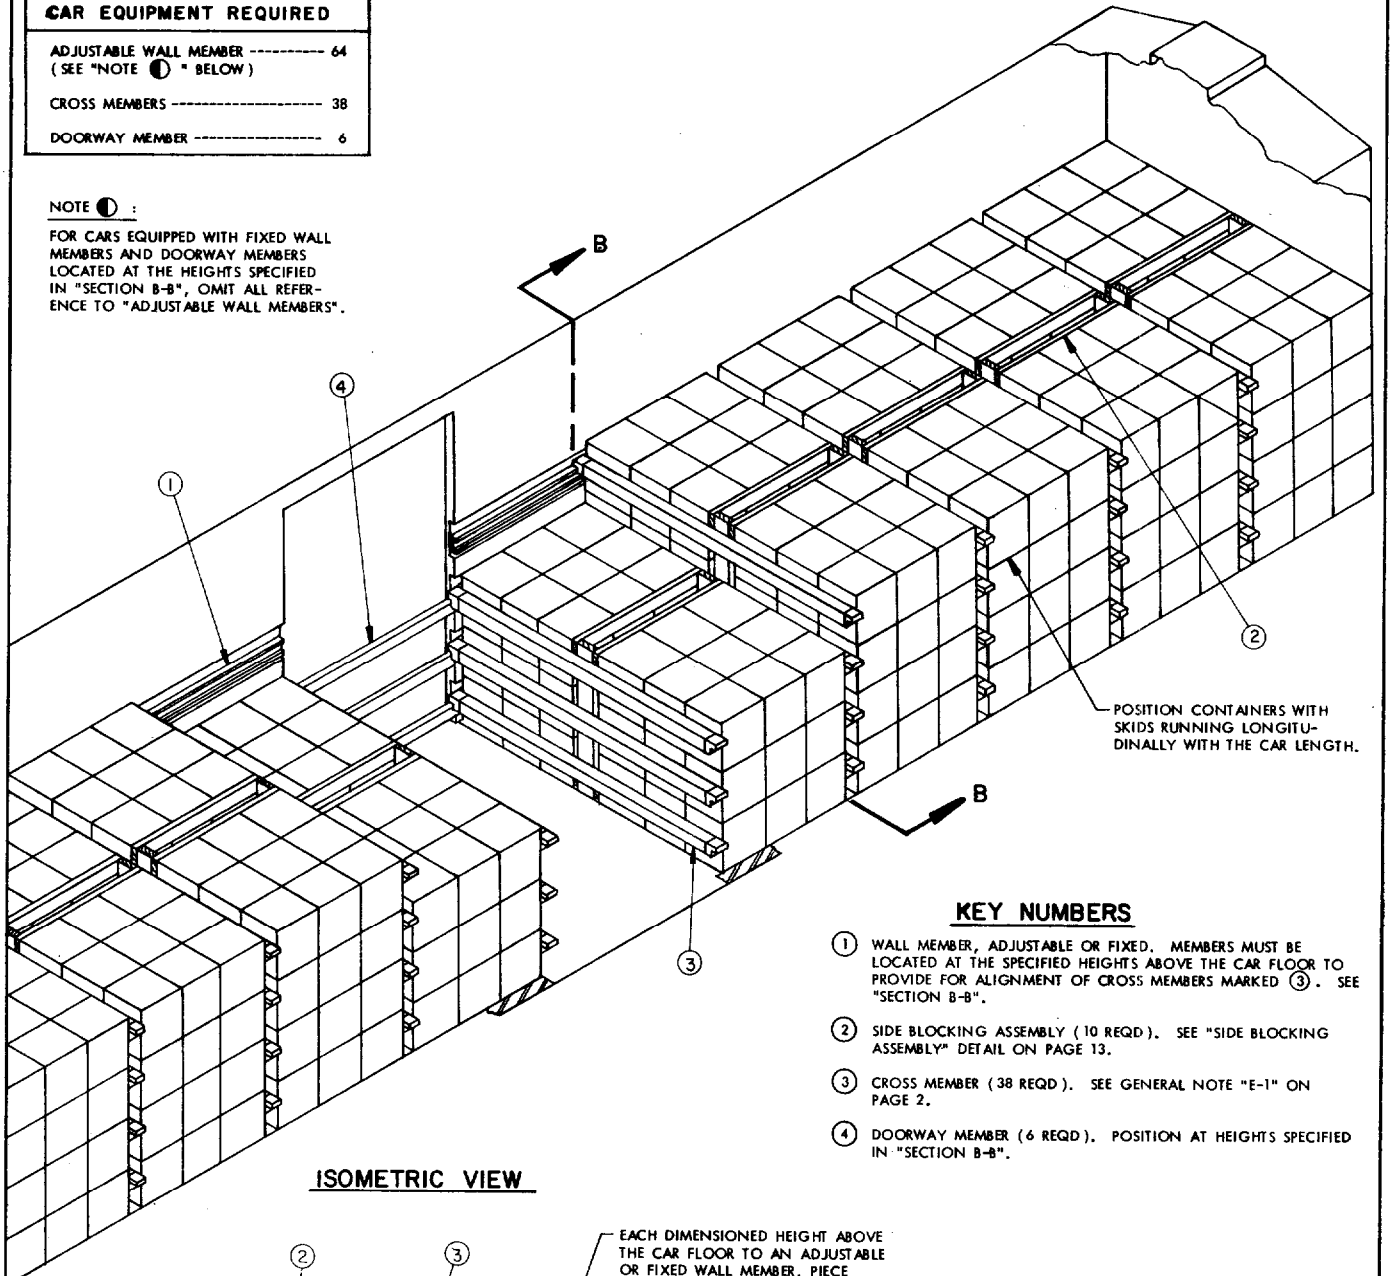 CAR EQUIPMENT REQUIRED
ADJUSTABLE WALL MEMBER ---------- 64
(SEE "NOTE ◐ " BELOW)
CROSS MEMBERS -------------------- 38
DOORWAY MEMBER ----------------- 6
NOTE ◐ :
FOR CARS EQUIPPED WITH FIXED WALL
MEMBERS AND DOORWAY MEMBERS
LOCATED AT THE HEIGHTS SPECIFIED
IN "SECTION B-B", OMIT ALL REFER-
ENCE TO "ADJUSTABLE WALL MEMBERS".
B
4
1
2
POSITION CONTAINERS WITH
SKIDS RUNNING LONGITU-
DINALLY WITH THE CAR LENGTH.
B
3
KEY NUMBERS
① WALL MEMBER, ADJUSTABLE OR FIXED. MEMBERS MUST BE
LOCATED AT THE SPECIFIED HEIGHTS ABOVE THE CAR FLOOR TO
PROVIDE FOR ALIGNMENT OF CROSS MEMBERS MARKED ③. SEE
"SECTION B-B".
② SIDE BLOCKING ASSEMBLY (10 REQD). SEE "SIDE BLOCKING
ASSEMBLY" DETAIL ON PAGE 13.
③ CROSS MEMBER (38 REQD). SEE GENERAL NOTE "E-1" ON
PAGE 2.
④ DOORWAY MEMBER (6 REQD). POSITION AT HEIGHTS SPECIFIED
IN "SECTION B-B".
ISOMETRIC VIEW
2
3
EACH DIMENSIONED HEIGHT ABOVE
THE CAR FLOOR TO AN ADJUSTABLE
OR FIXED WALL MEMBER, PIECE